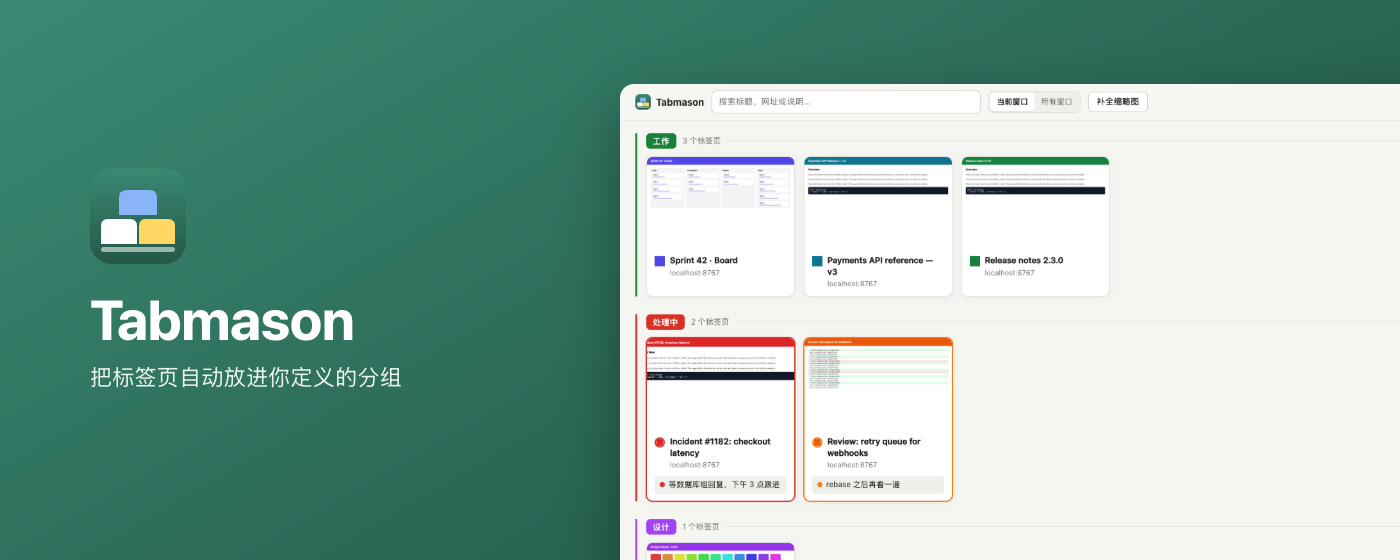 Tabmason
把标签页自动放进你定义的分组
Tabmason
搜索标题、网址或说明...
当前窗口
所有窗口
补全缩略图
工作
3 个标签页
Sprint 42 · Board
localhost:8767
Payments API reference —
v3
localhost:8767
Release notes 2.3.0
localhost:8767
处理中
2 个标签页
Incident #1182: checkout
latency
localhost:8767
等数据库组回复，下午 3 点跟进
Review: retry queue for
webhooks
localhost:8767
rebase 之后再看一遍
设计
1 个标签页